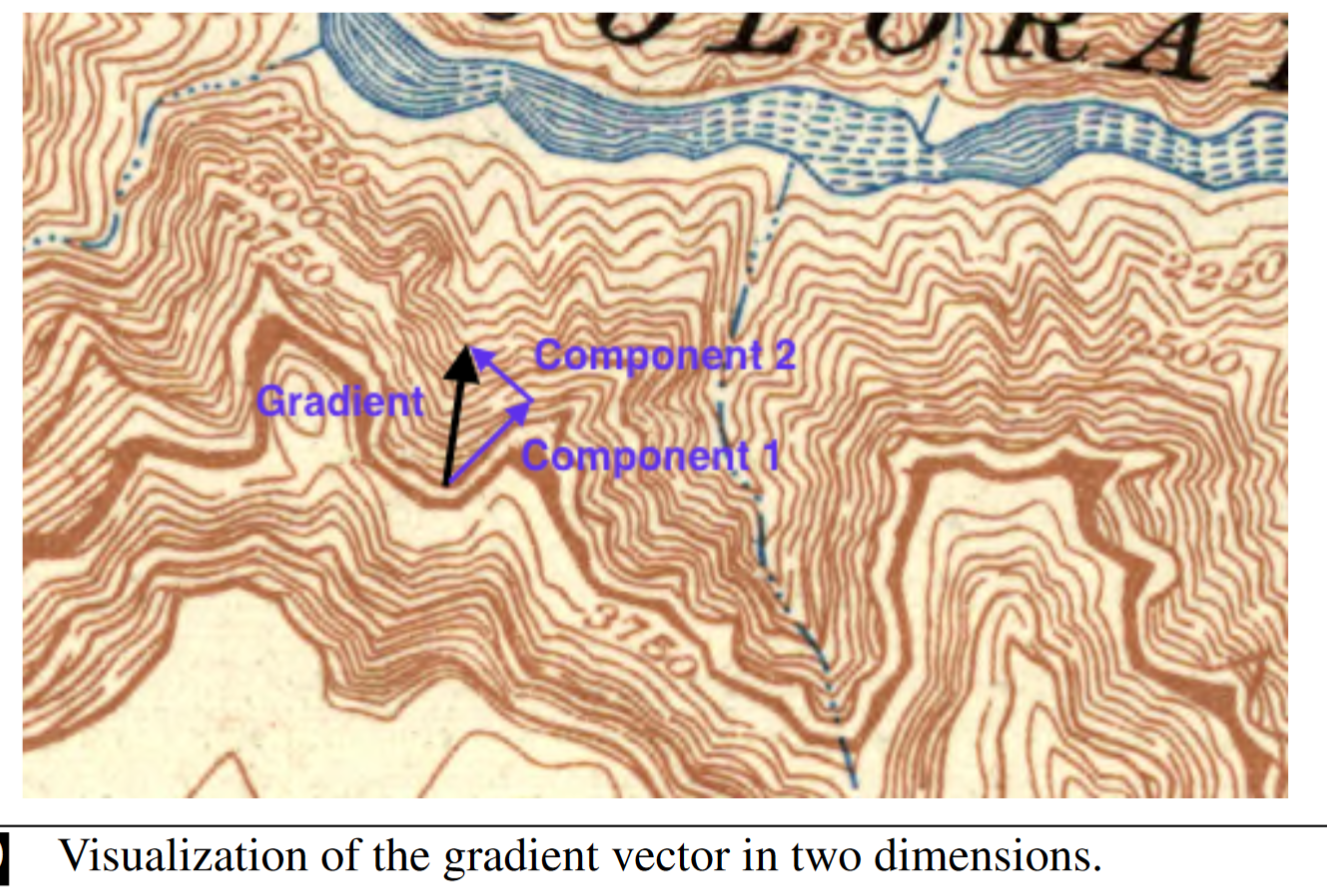 COLORA
2250
2500
2750
2250
Component 2
2500
Gradient
Component 1
3750
Visualization of the gradient vector in two dimensions.